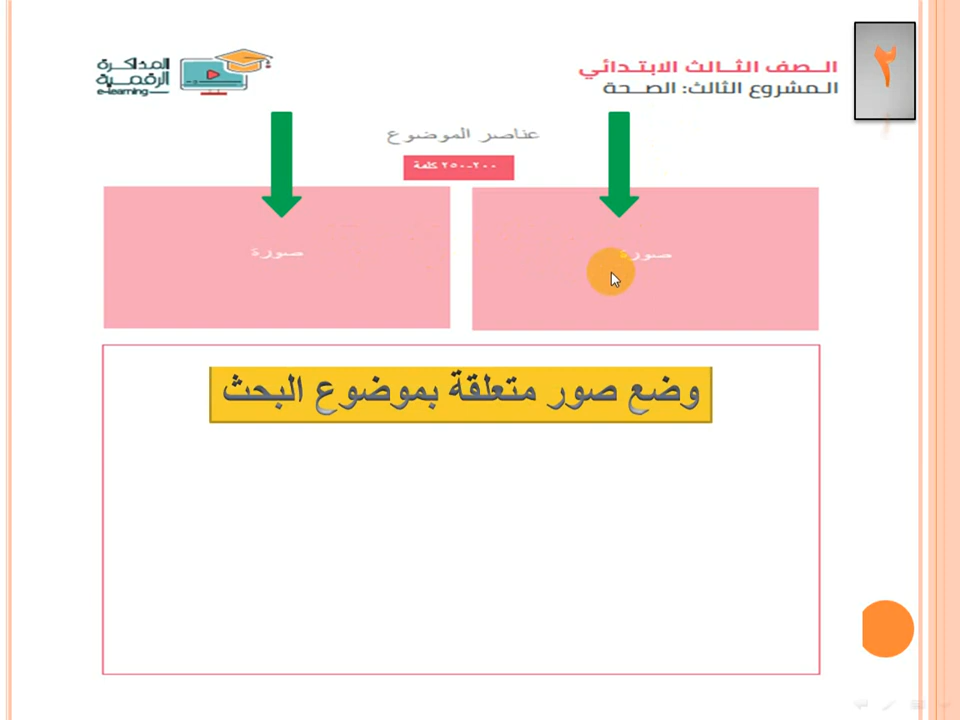 ٢
الصف الثالث الابتدائي
المشروع الثالث: الصحة
المذاكرة
الرقمية
e-learning
عناصر الموضوع
٢٠٠-٢٥٠ كلمة
صورة
صورة
وضع صور متعلقة بموضوع البحث